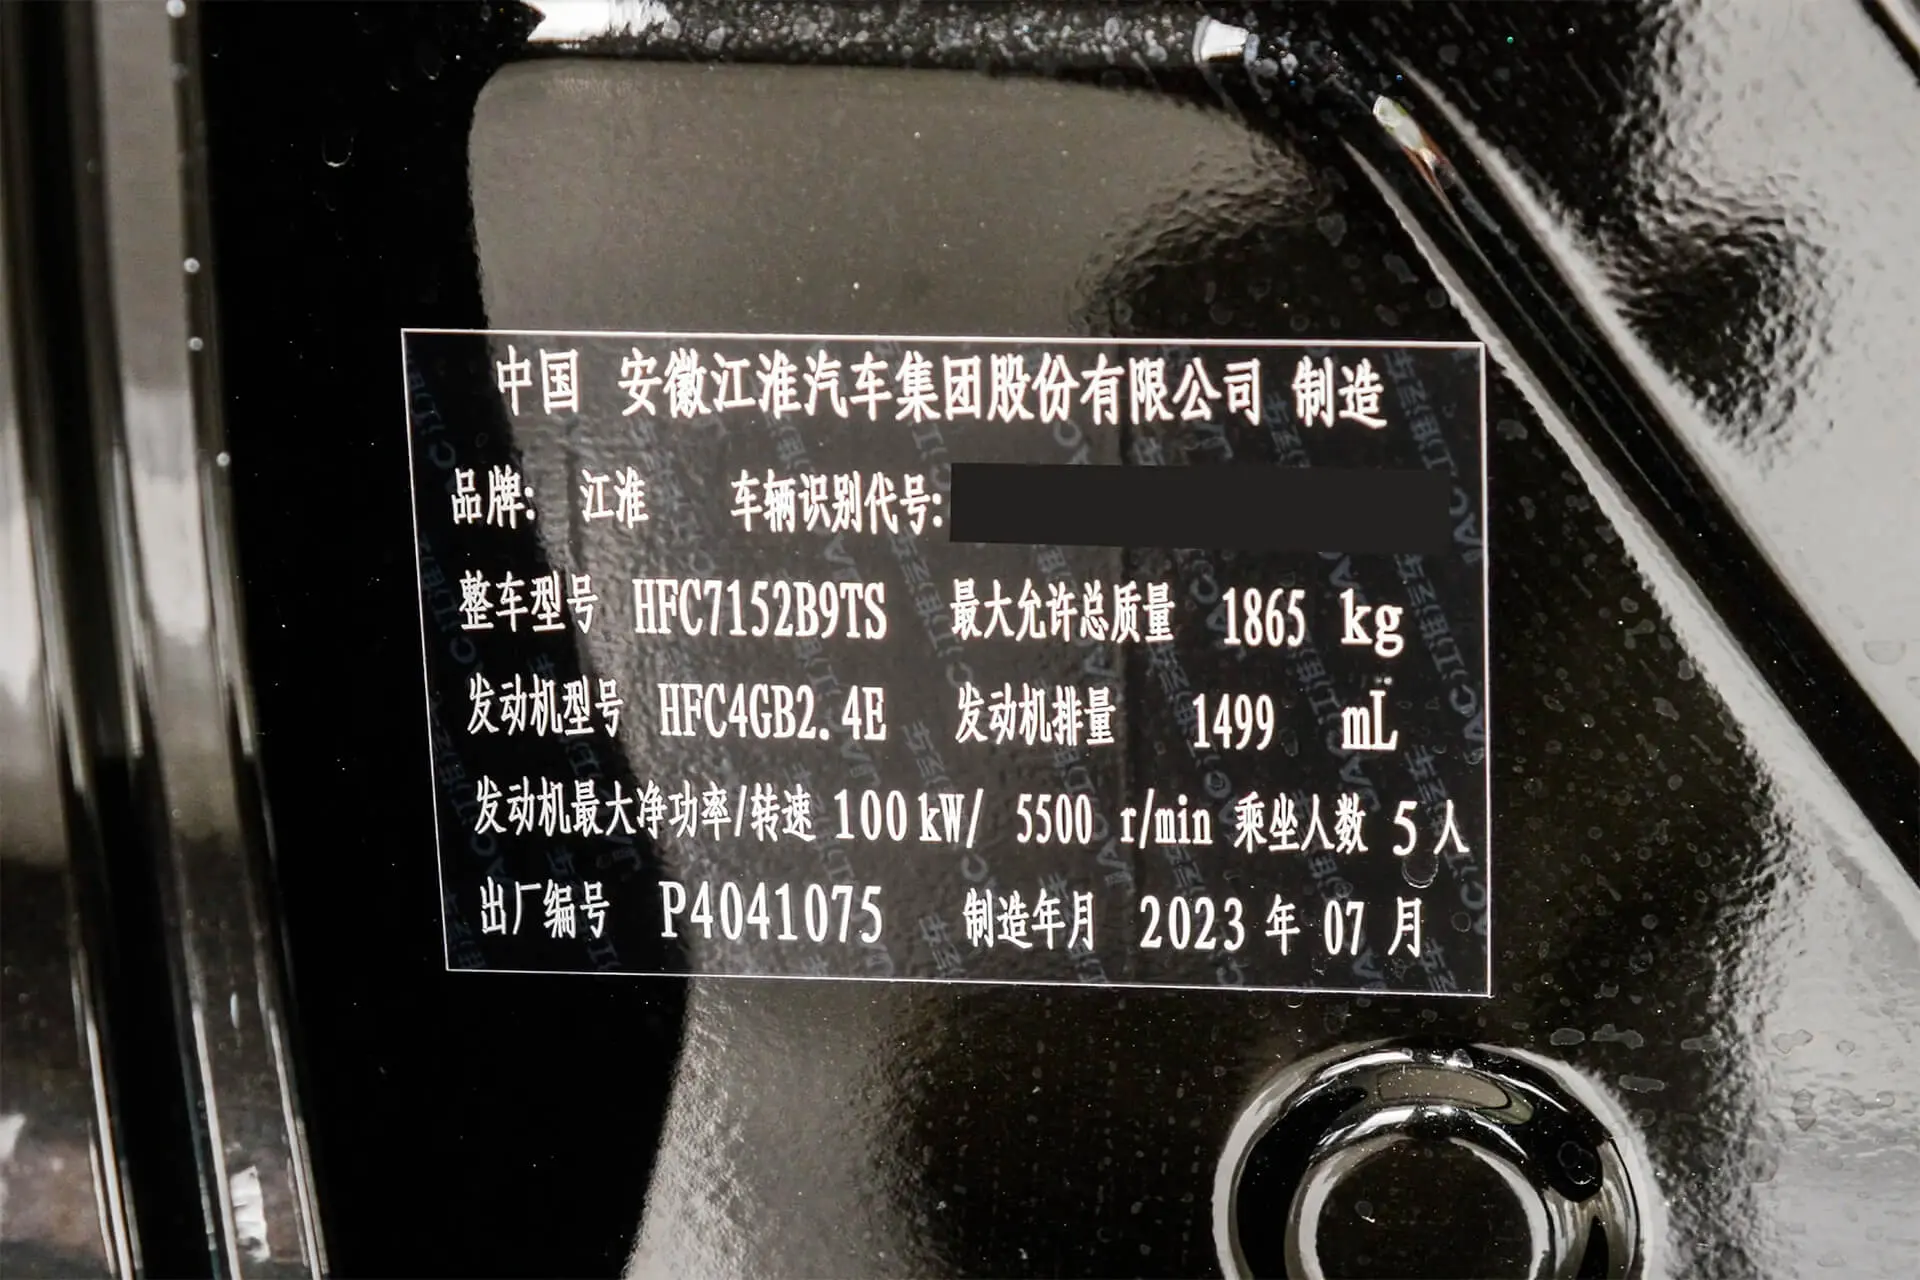 中国 安徽江淮汽车集团股份有限公司 制造
品牌: 江淮 车辆识别代号:
整车型号 HFC7152B9TS 最大允许总质量 1865 kg
发动机型号 HFC4GB2.4E 发动机排量 1499 mL
发动机最大净功率/转速 100 kW/ 5500 r/min 乘坐人数 5 人
出厂编号 P4041075 制造年月 2023 年 07 月